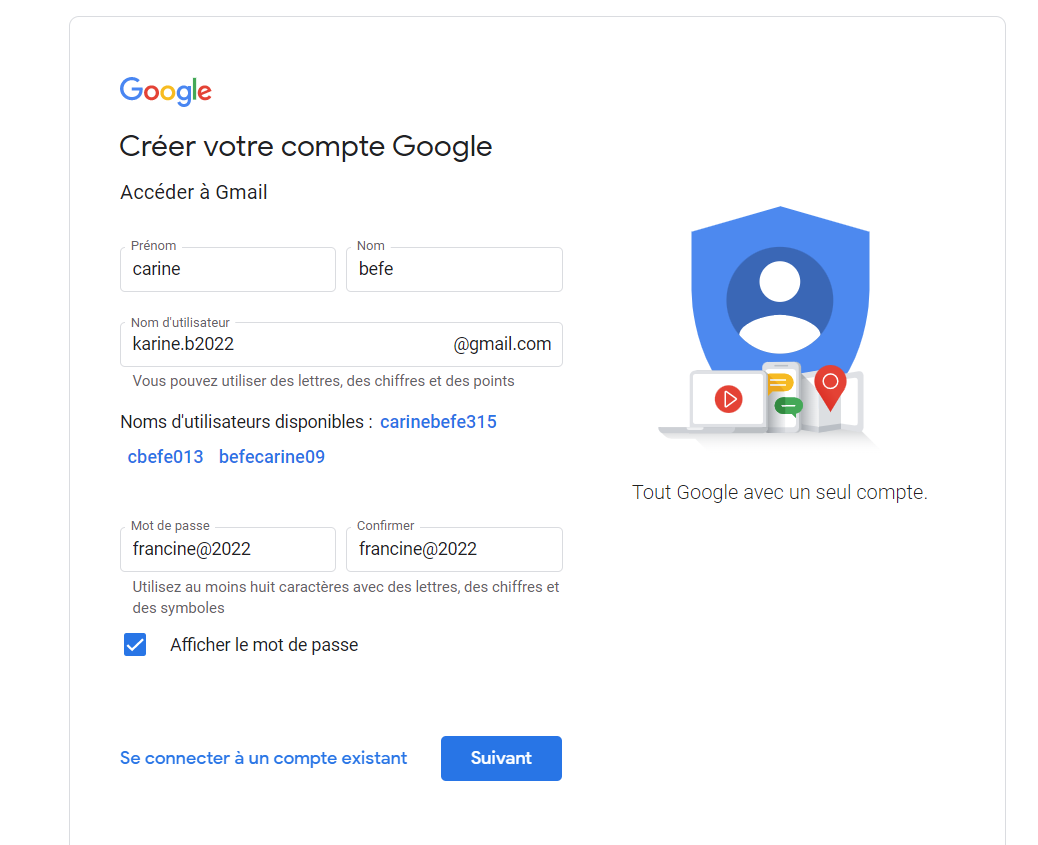 Google
Créer votre compte Google
Accéder à Gmail
Prénom Nom
carine befe
Nom d'utilisateur
karine.b2022 @gmail.com
Vous pouvez utiliser des lettres, des chiffres et des points
Noms d'utilisateurs disponibles : carinebefe315
cbefe013 befecarine09
Mot de passe Confirmer
francine@2022 francine@2022
Utilisez au moins huit caractères avec des lettres, des chiffres et
des symboles
Afficher le mot de passe
Se connecter à un compte existant Suivant
Tout Google avec un seul compte.